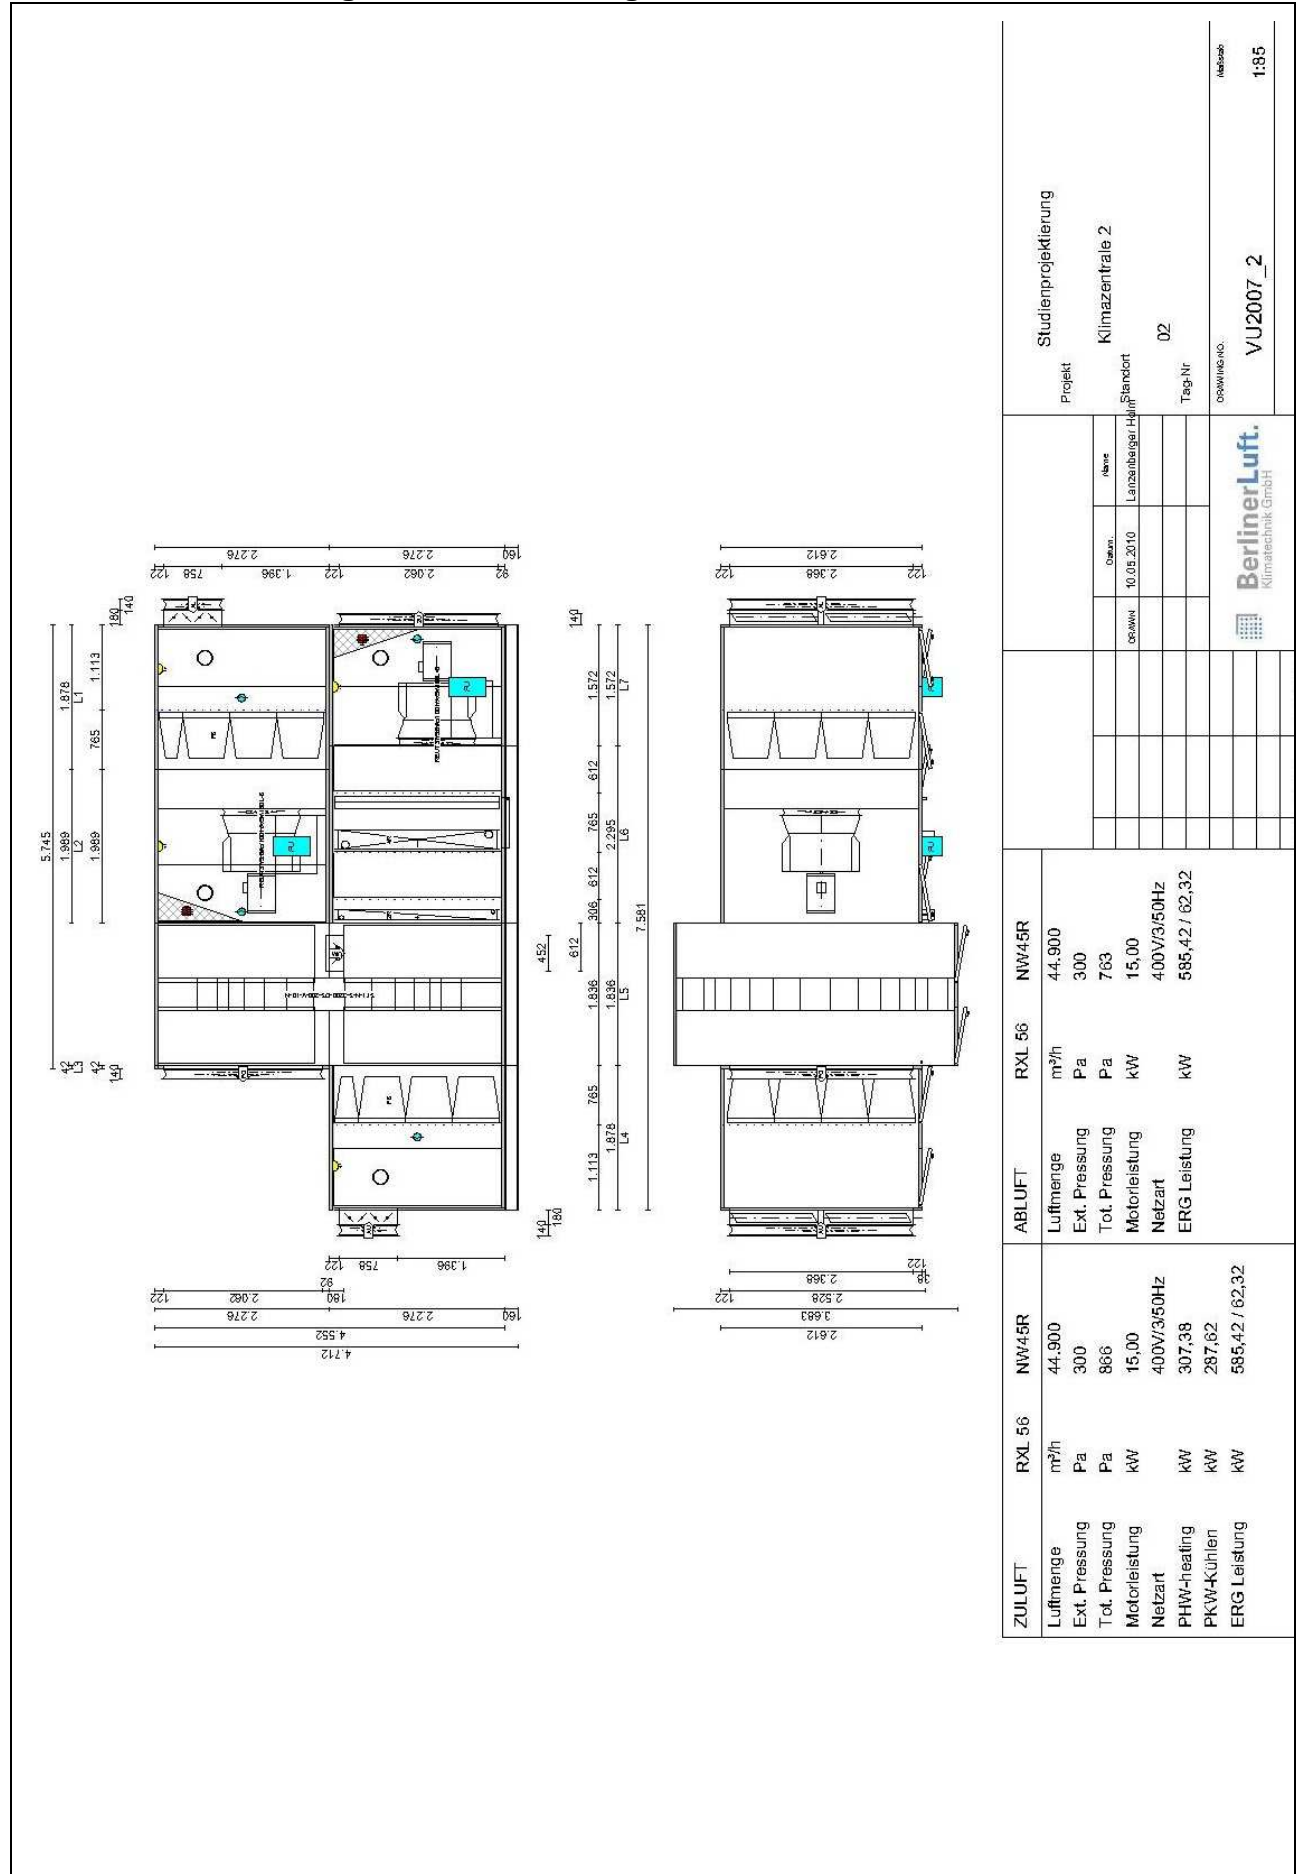 5.745
1.878
1.989
42
L1
L2
L3
1.113
765
1.989
42
180
140
140
122
758
1.396
2.276
122
2.062
92
2.276
160
FU
FU
122
2.062
92
180
122
758
1.396
2.276
2.276
160
4.552
4.712
140
180
452
612
140
1.113
765
1.836
306
612
765
612
1.572
1.878
1.836
2.295
1.572
L4
L5
L6
L7
7.581
122
2.368
122
2.612
FU
FU
2.368
122
38
122
2.528
3.683
2.612
ZULUFT RXL 56 NW45R
Luftmenge m³/h 44.900
Ext. Pressung Pa 300
Tot. Pressung Pa 866
Motorleistung kW 15,00
Netzart 400V/3/50Hz
PHW-heating kW 307,38
PKW-Kühlen kW 287,62
ERG Leistung kW 585,42 / 62,32
ABLUFT RXL 56 NW45R
Luftmenge m³/h 44.900
Ext. Pressung Pa 300
Tot. Pressung Pa 763
Motorleistung kW 15,00
Netzart 400V/3/50Hz
ERG Leistung kW 585,42 / 62,32
Datum. Name
DRAWN 10.05.2010 Lanzenberger Holm
BerlinerLuft.
Klimatechnik GmbH
Studienprojektierung
Projekt
Klimazentrale 2
Standort
02
Tag-Nr
DRAWING NO.
VU2007_2
Maßstab
1:85